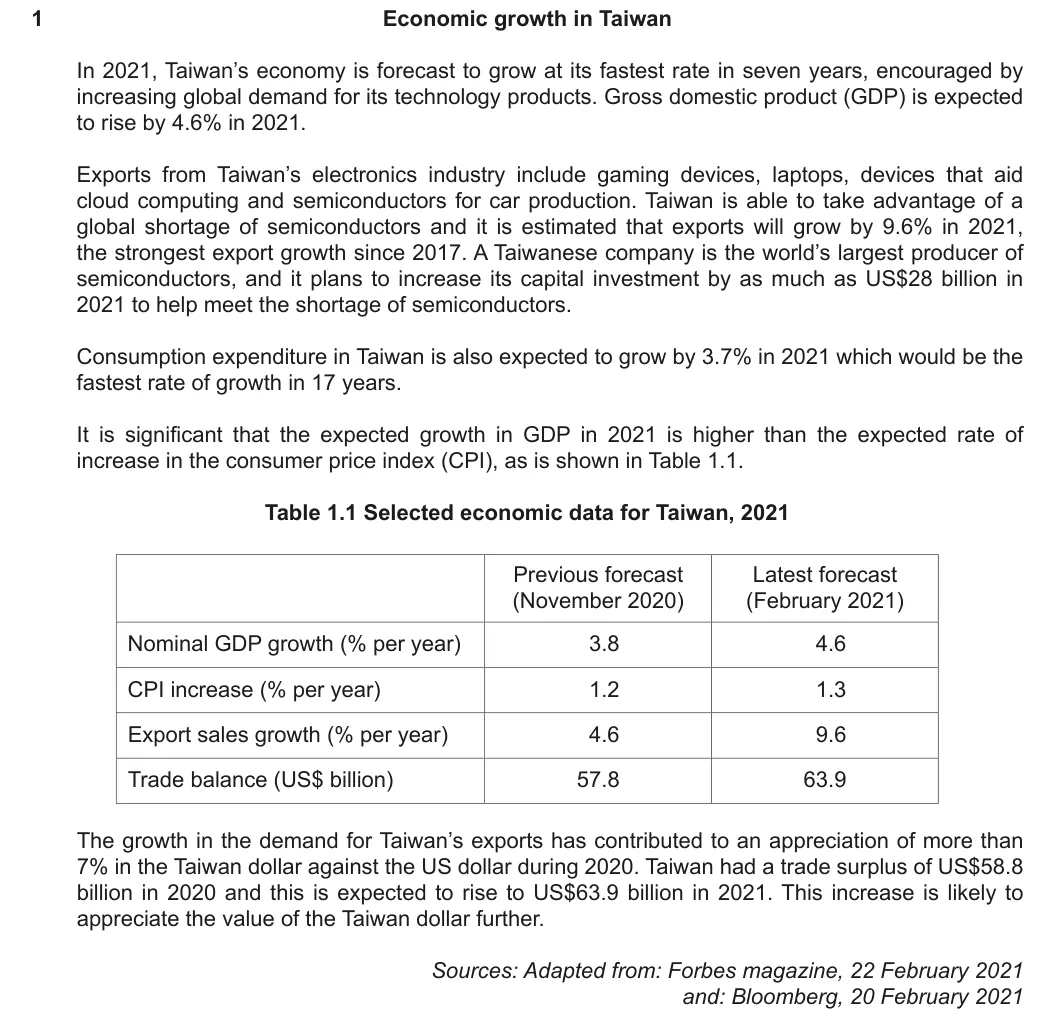 1 Economic growth in Taiwan
In 2021, Taiwan’s economy is forecast to grow at its fastest rate in seven years, encouraged by
increasing global demand for its technology products. Gross domestic product (GDP) is expected
to rise by 4.6% in 2021.
Exports from Taiwan’s electronics industry include gaming devices, laptops, devices that aid
cloud computing and semiconductors for car production. Taiwan is able to take advantage of a
global shortage of semiconductors and it is estimated that exports will grow by 9.6% in 2021,
the strongest export growth since 2017. A Taiwanese company is the world’s largest producer of
semiconductors, and it plans to increase its capital investment by as much as US$28 billion in
2021 to help meet the shortage of semiconductors.
Consumption expenditure in Taiwan is also expected to grow by 3.7% in 2021 which would be the
fastest rate of growth in 17 years.
It is significant that the expected growth in GDP in 2021 is higher than the expected rate of
increase in the consumer price index (CPI), as is shown in Table 1.1.
Table 1.1 Selected economic data for Taiwan, 2021
Previous forecast Latest forecast
(November 2020) (February 2021)
Nominal GDP growth (% per year) 3.8 4.6
CPI increase (% per year) 1.2 1.3
Export sales growth (% per year) 4.6 9.6
Trade balance (US$ billion) 57.8 63.9
The growth in the demand for Taiwan’s exports has contributed to an appreciation of more than
7% in the Taiwan dollar against the US dollar during 2020. Taiwan had a trade surplus of US$58.8
billion in 2020 and this is expected to rise to US$63.9 billion in 2021. This increase is likely to
appreciate the value of the Taiwan dollar further.
Sources: Adapted from: Forbes magazine, 22 February 2021
and: Bloomberg, 20 February 2021